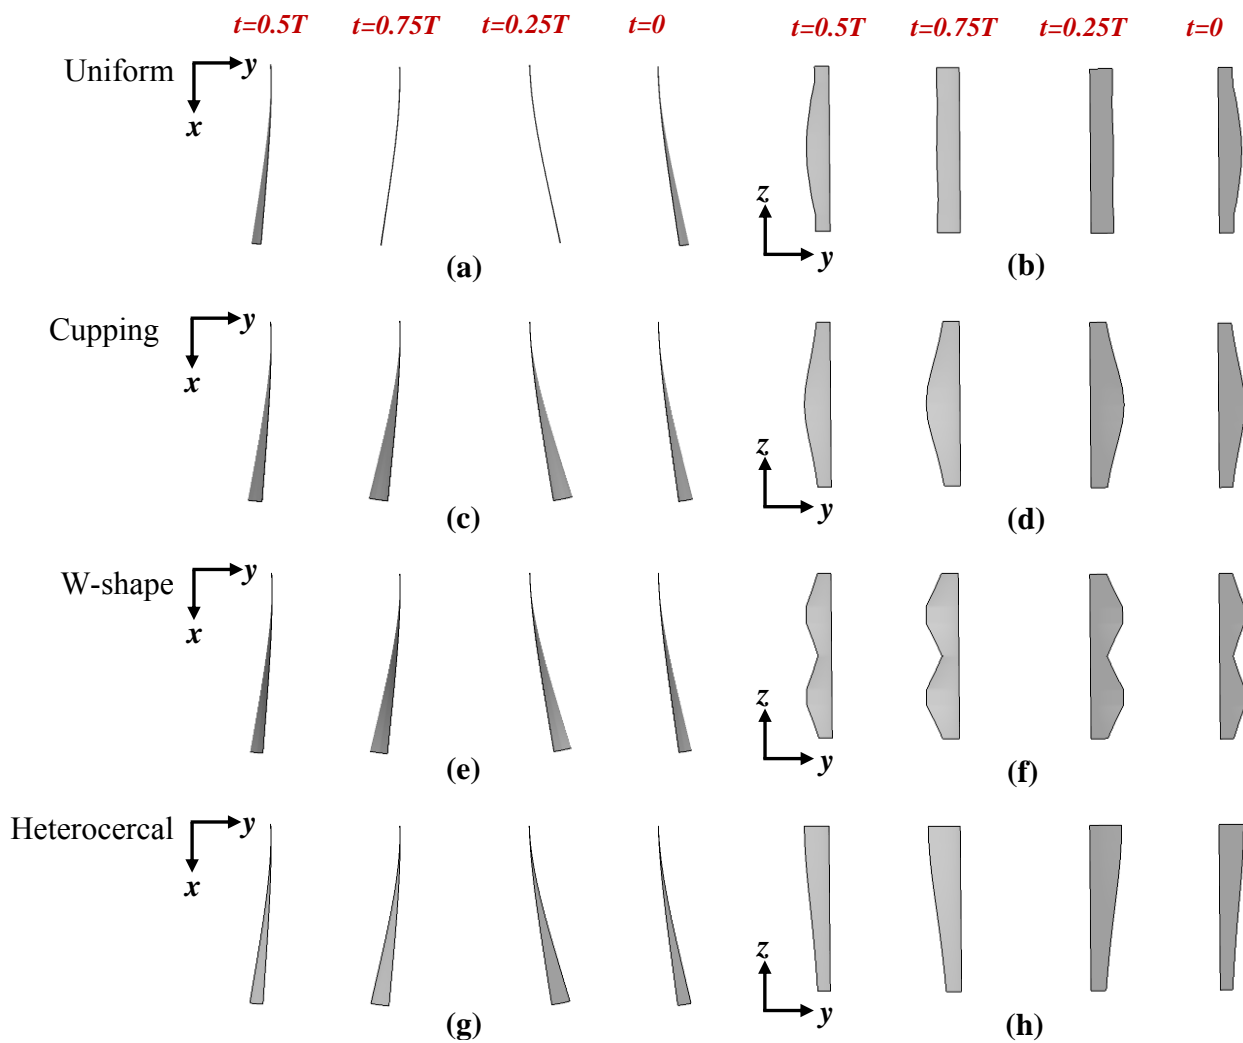 t=0.5T t=0.75T t=0.25T t=0 t=0.5T t=0.75T t=0.25T t=0
Uniform y x z y
(a) (b)
Cupping y x z y
(c) (d)
W-shape y x z y
(e) (f)
Heterocercal y x z y
(g) (h)